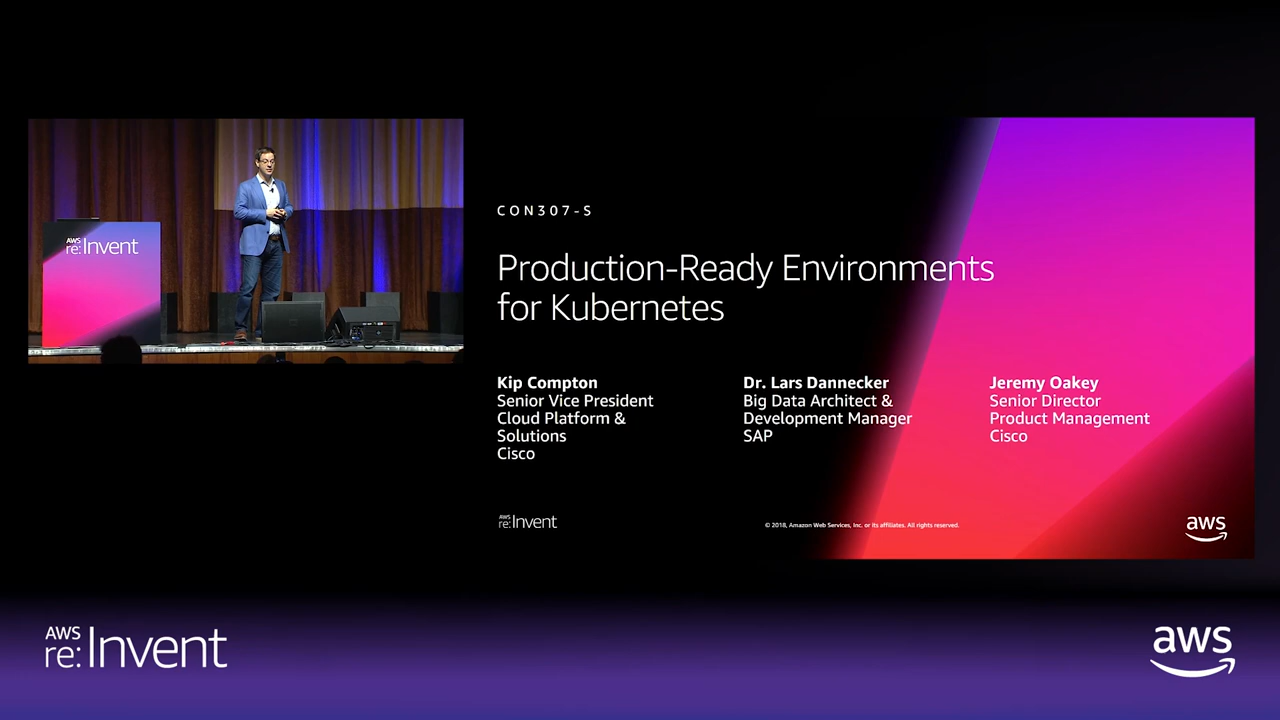 AWS
re:Invent
CON307-S
Production-Ready Environments
for Kubernetes
Kip Compton
Senior Vice President
Cloud Platform &
Solutions
Cisco
Dr. Lars Dannecker
Big Data Architect &
Development Manager
SAP
Jeremy Oakey
Senior Director
Product Management
Cisco
AWS
re:Invent
© 2018, Amazon Web Services, Inc. or its affiliates. All rights reserved.
aws
AWS
re:Invent
aws